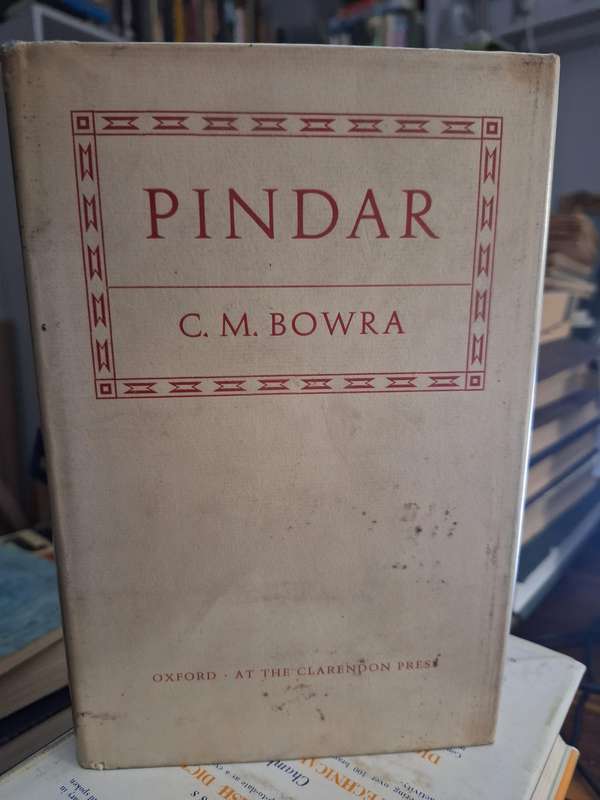 PINDAR
C. M. BOWRA
OXFORD · AT THE CLARENDON PRESS